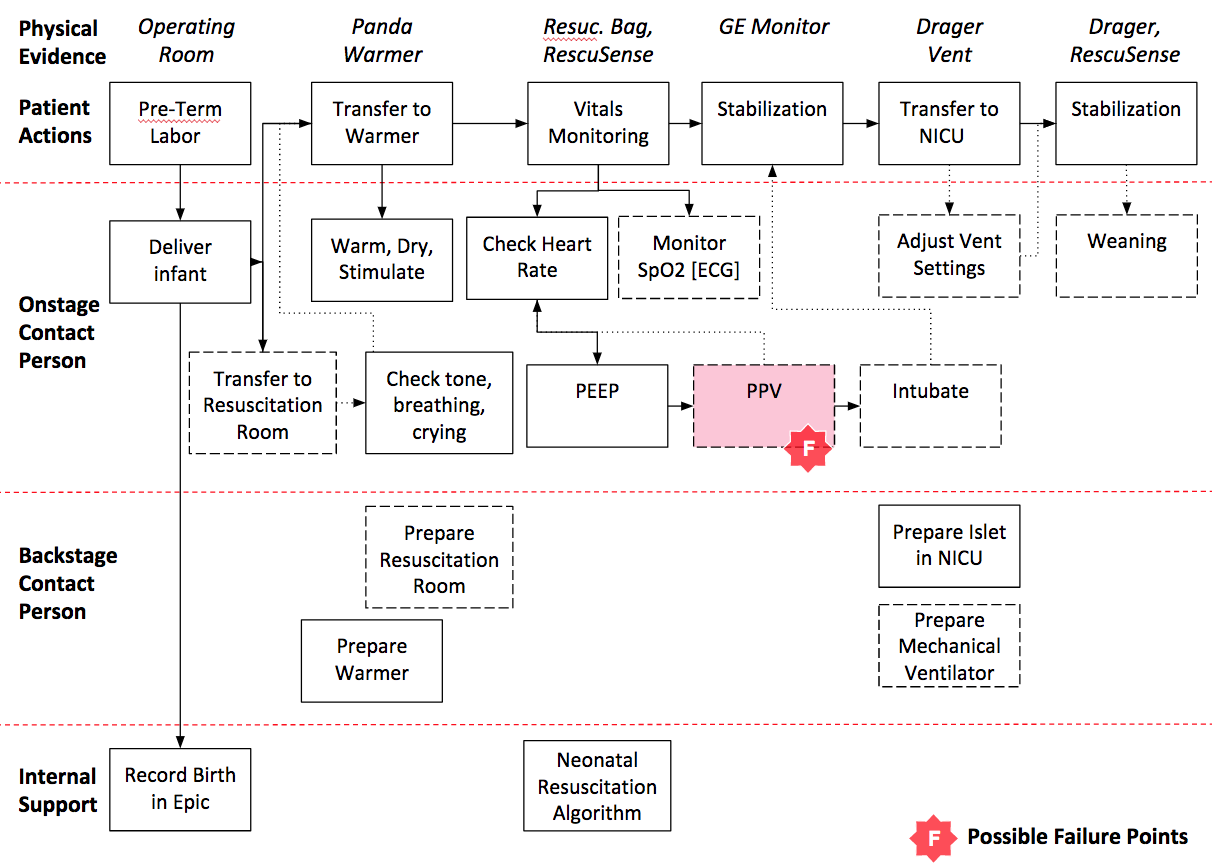 Physical
Evidence
Operating
Room
Panda
Warmer
Resuc. Bag,
RescuSense
GE Monitor
Drager
Vent
Drager,
RescuSense
Patient
Actions
Pre-Term
Labor
Transfer to
Warmer
Vitals
Monitoring
Stabilization
Transfer to
NICU
Stabilization
Onstage
Contact
Person
Deliver
infant
Warm, Dry,
Stimulate
Check Heart
Rate
Monitor
SpO2 [ECG]
Adjust Vent
Settings
Weaning
Transfer to
Resuscitation
Room
Check tone,
breathing,
crying
PEEP
PPV
F
Intubate
Backstage
Contact
Person
Prepare
Resuscitation
Room
Prepare Islet
in NICU
Prepare
Warmer
Prepare
Mechanical
Ventilator
Internal
Support
Record Birth
in Epic
Neonatal
Resuscitation
Algorithm
F Possible Failure Points